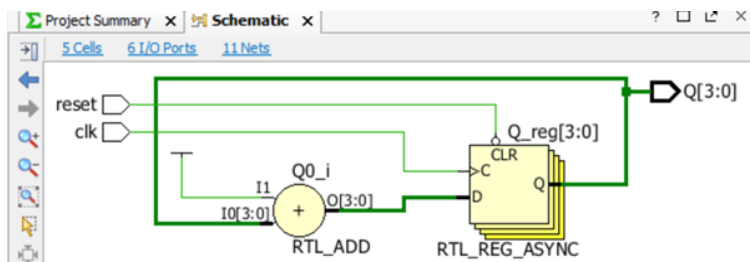 Project Summary × Schematic × ?
5 Cells 6 I/O Ports 11 Nets
Q[3:0]
reset
clk
Q_reg[3:0]
CLR
C
Q0_i
I1
Q
O[3:0]
D
I0[3:0]
+
RTL_ADD
RTL_REG_ASYNC